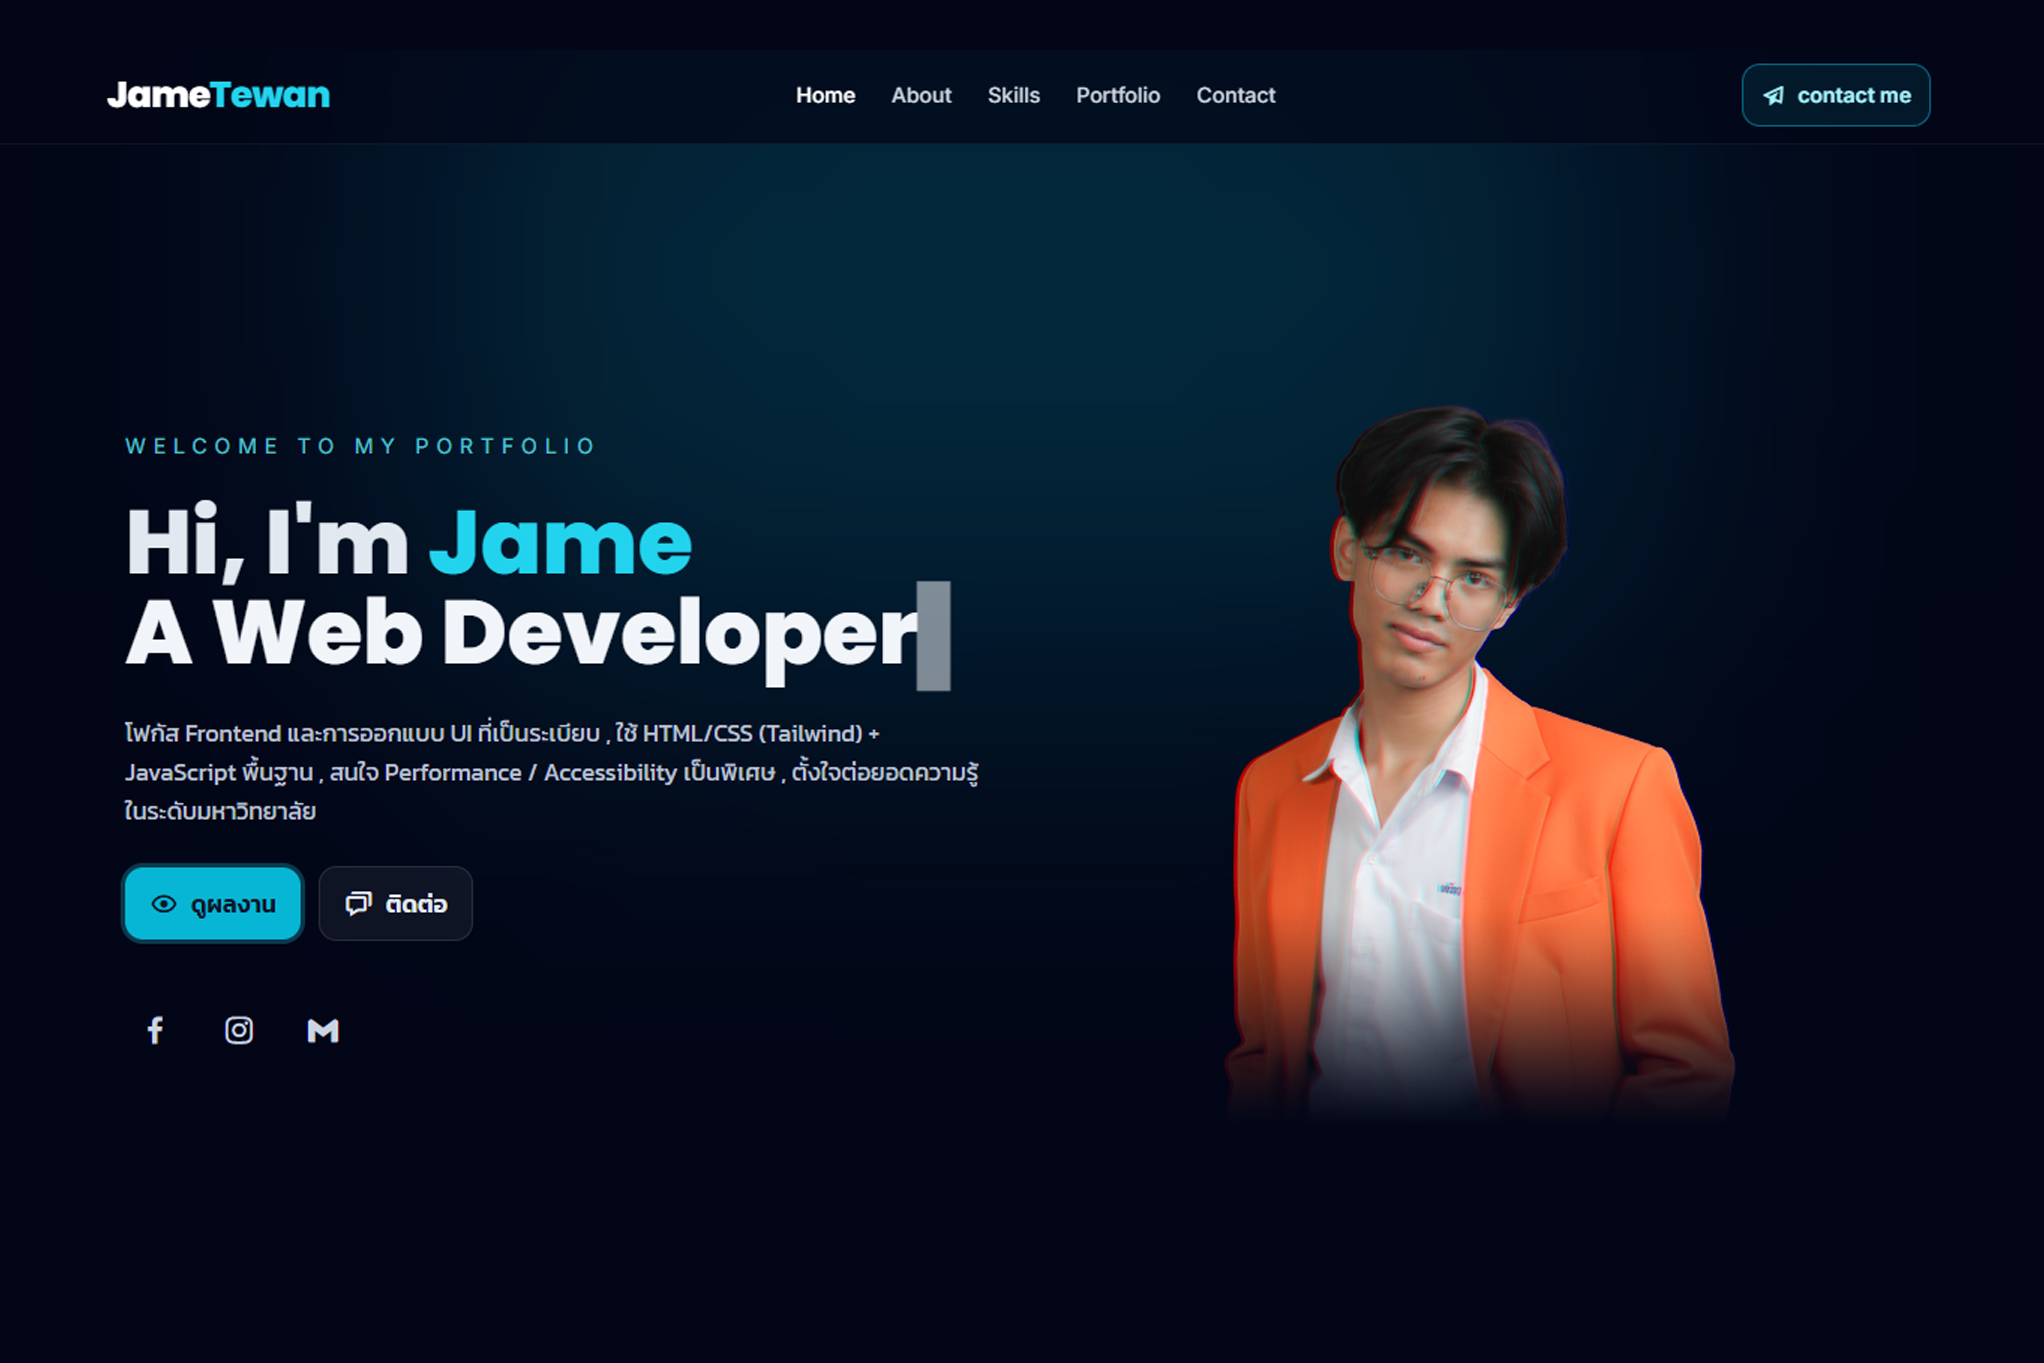 JameTewan
Home About Skills Portfolio Contact
contact me
WELCOME TO MY PORTFOLIO
Hi, I'm Jame
A Web Developer
โฟกัส Frontend และการออกแบบ UI ที่เป็นระเบียบ , ใช้ HTML/CSS (Tailwind) +
JavaScript พื้นฐาน , สนใจ Performance / Accessibility เป็นพิเศษ , ตั้งใจต่อยอดความรู้
ในระดับมหาวิทยาลัย
ดูผลงาน ติดต่อ